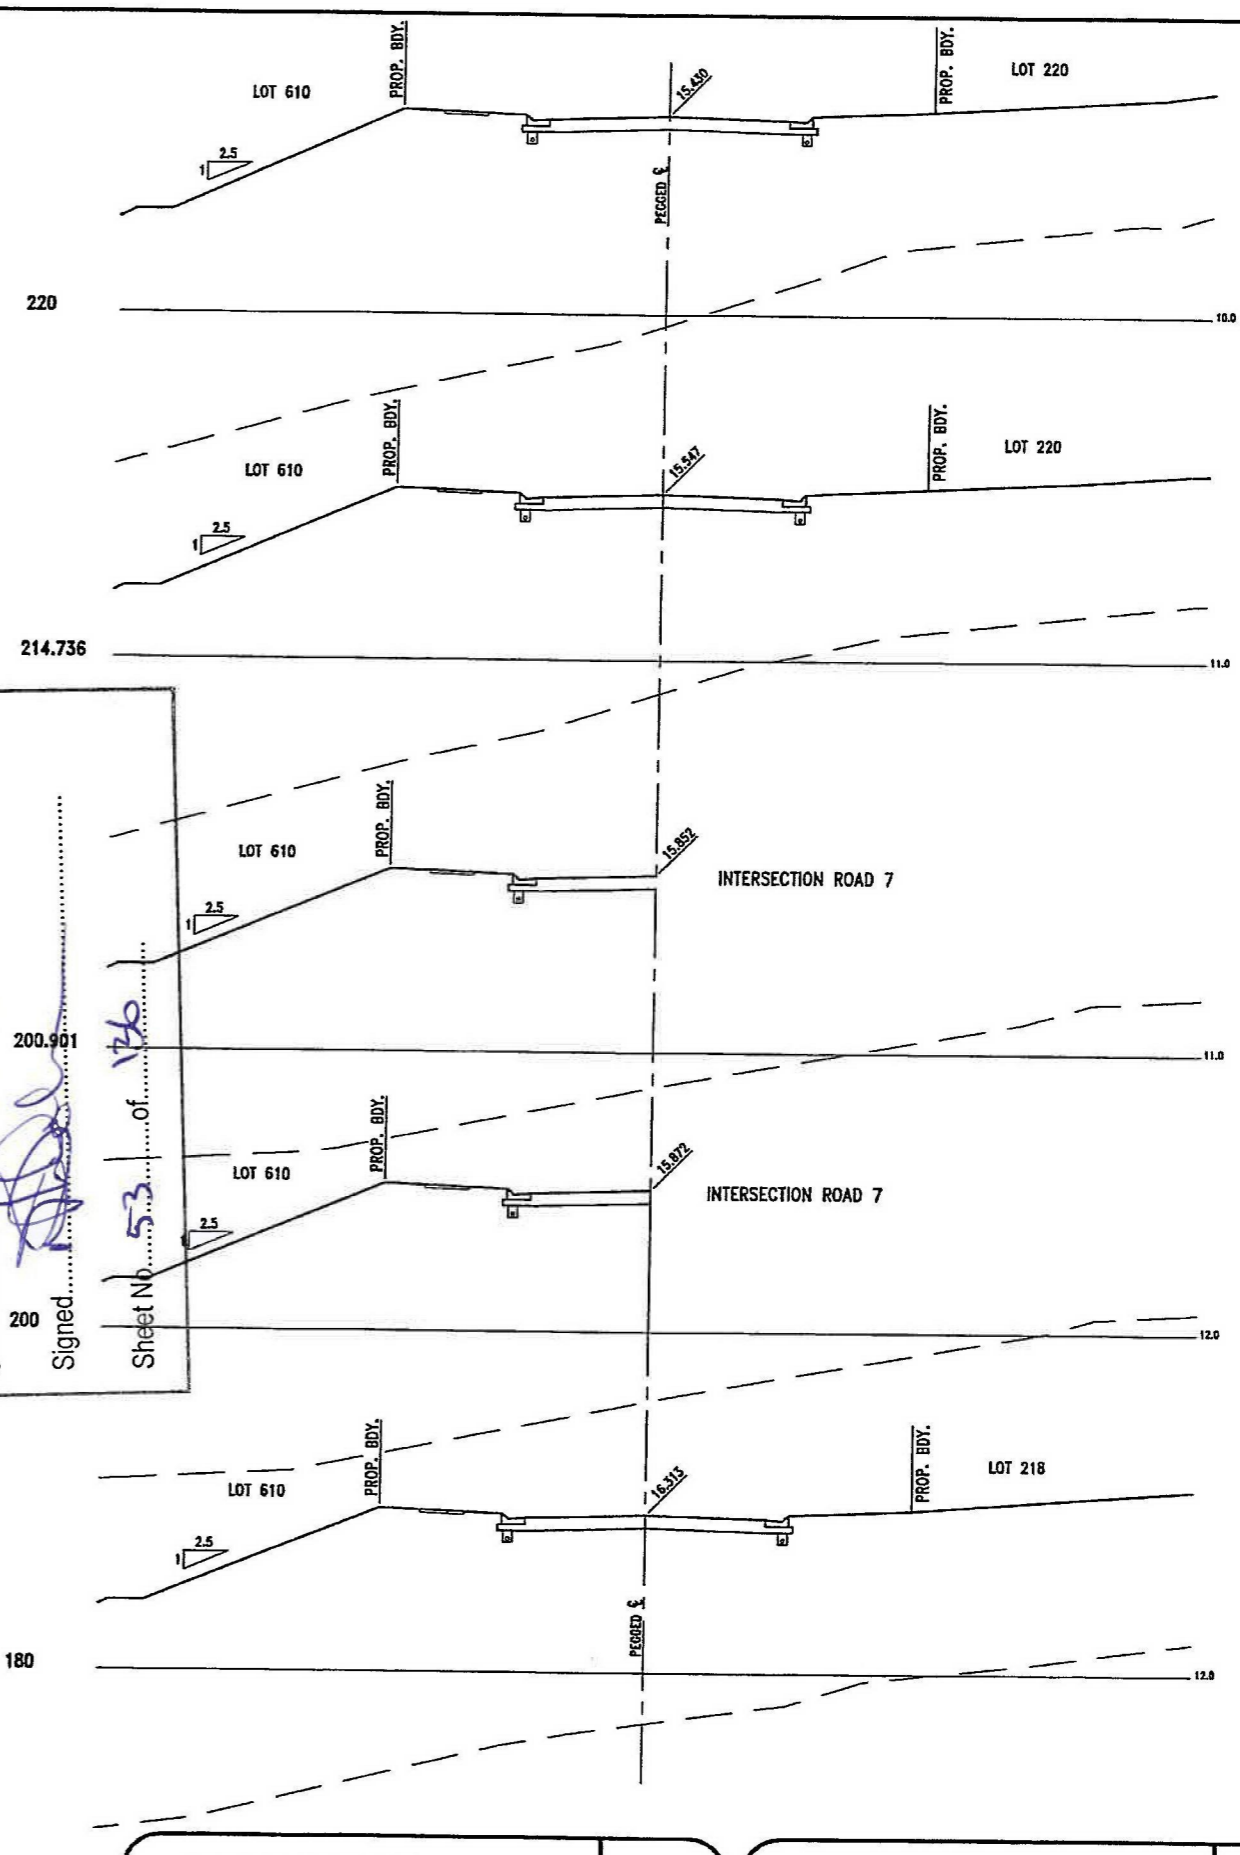 PROP. BDY.
PROP. BDY.
LOT 610
LOT 220
15.430
2.5
1
PEGGED ℄
220
10.0
PROP. BDY.
PROP. BDY.
LOT 610
LOT 220
15.547
2.5
1
214.736
11.0
PROP. BDY.
LOT 610
15.852
INTERSECTION ROAD 7
2.5
1
200.901
11.0
PROP. BDY.
LOT 610
15.872
INTERSECTION ROAD 7
2.5
200
12.0
Signed
Sheet No. 53 of 136
PROP. BDY.
PROP. BDY.
LOT 610
LOT 218
16.313
2.5
1
PEGGED ℄
180
12.0